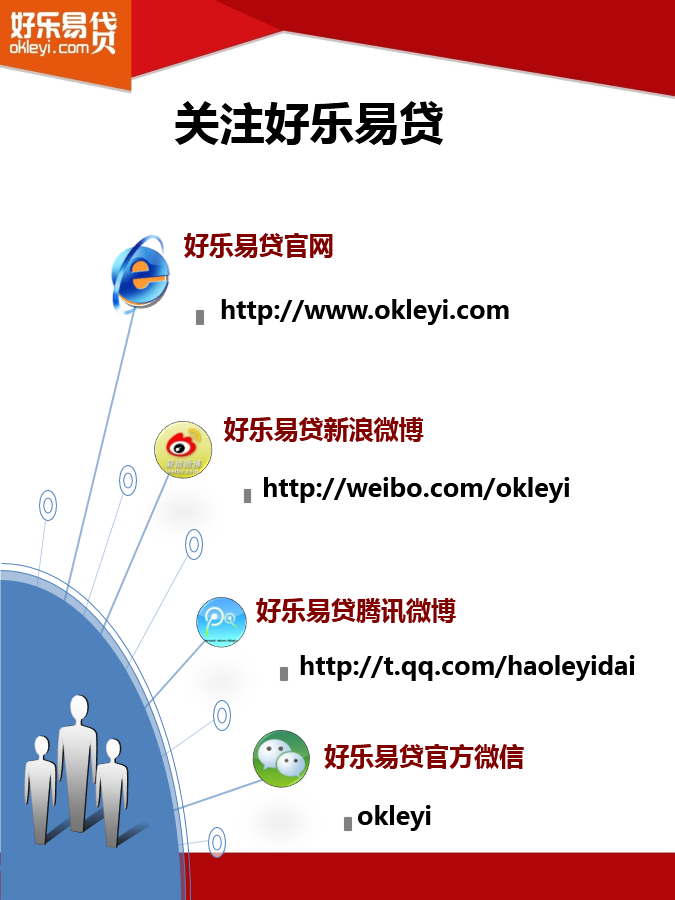 好乐易贷
okleyi.com
关注好乐易贷
好乐易贷官网
http://www.okleyi.com
好乐易贷新浪微博
http://weibo.com/okleyi
好乐易贷腾讯微博
http://t.qq.com/haoleyidai
好乐易贷官方微信
okleyi